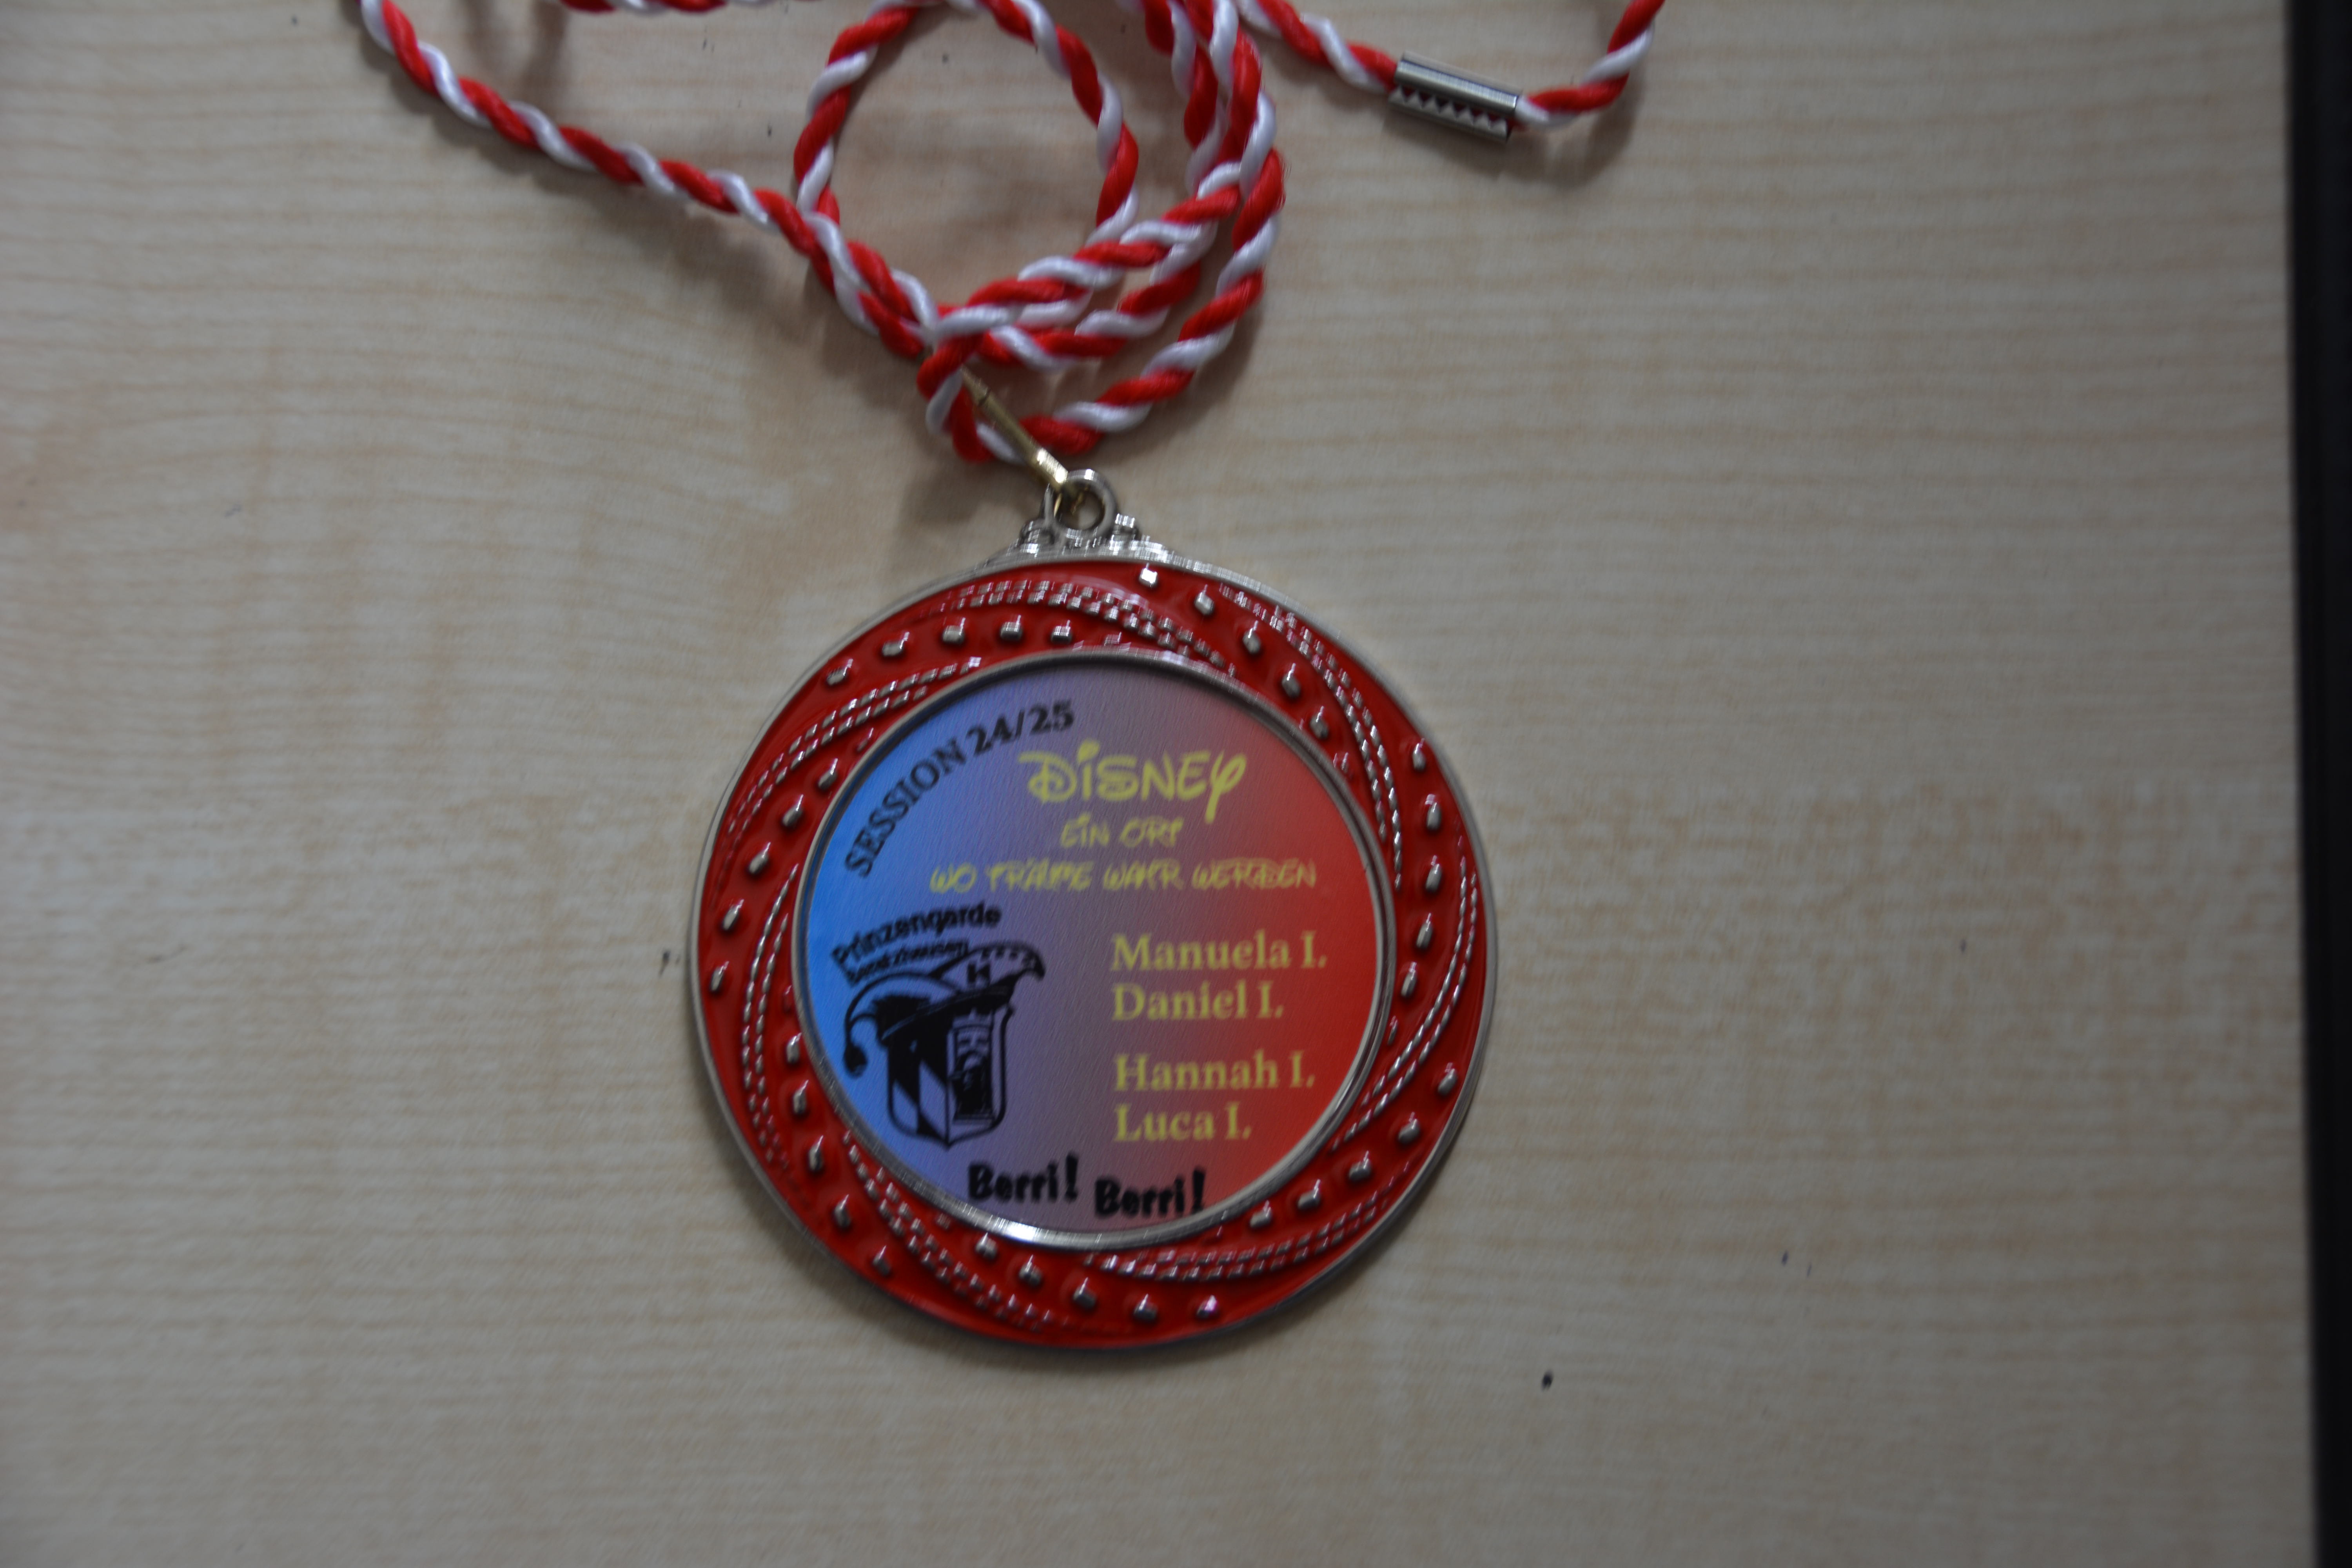 SESSION 24/25
DISNEY
EIN ORT
WO TRÄUME WAHR WERDEN
Prinzengarde
Manuela I.
Daniel I.
Hannah I.
Luca I.
Berri! Berri!